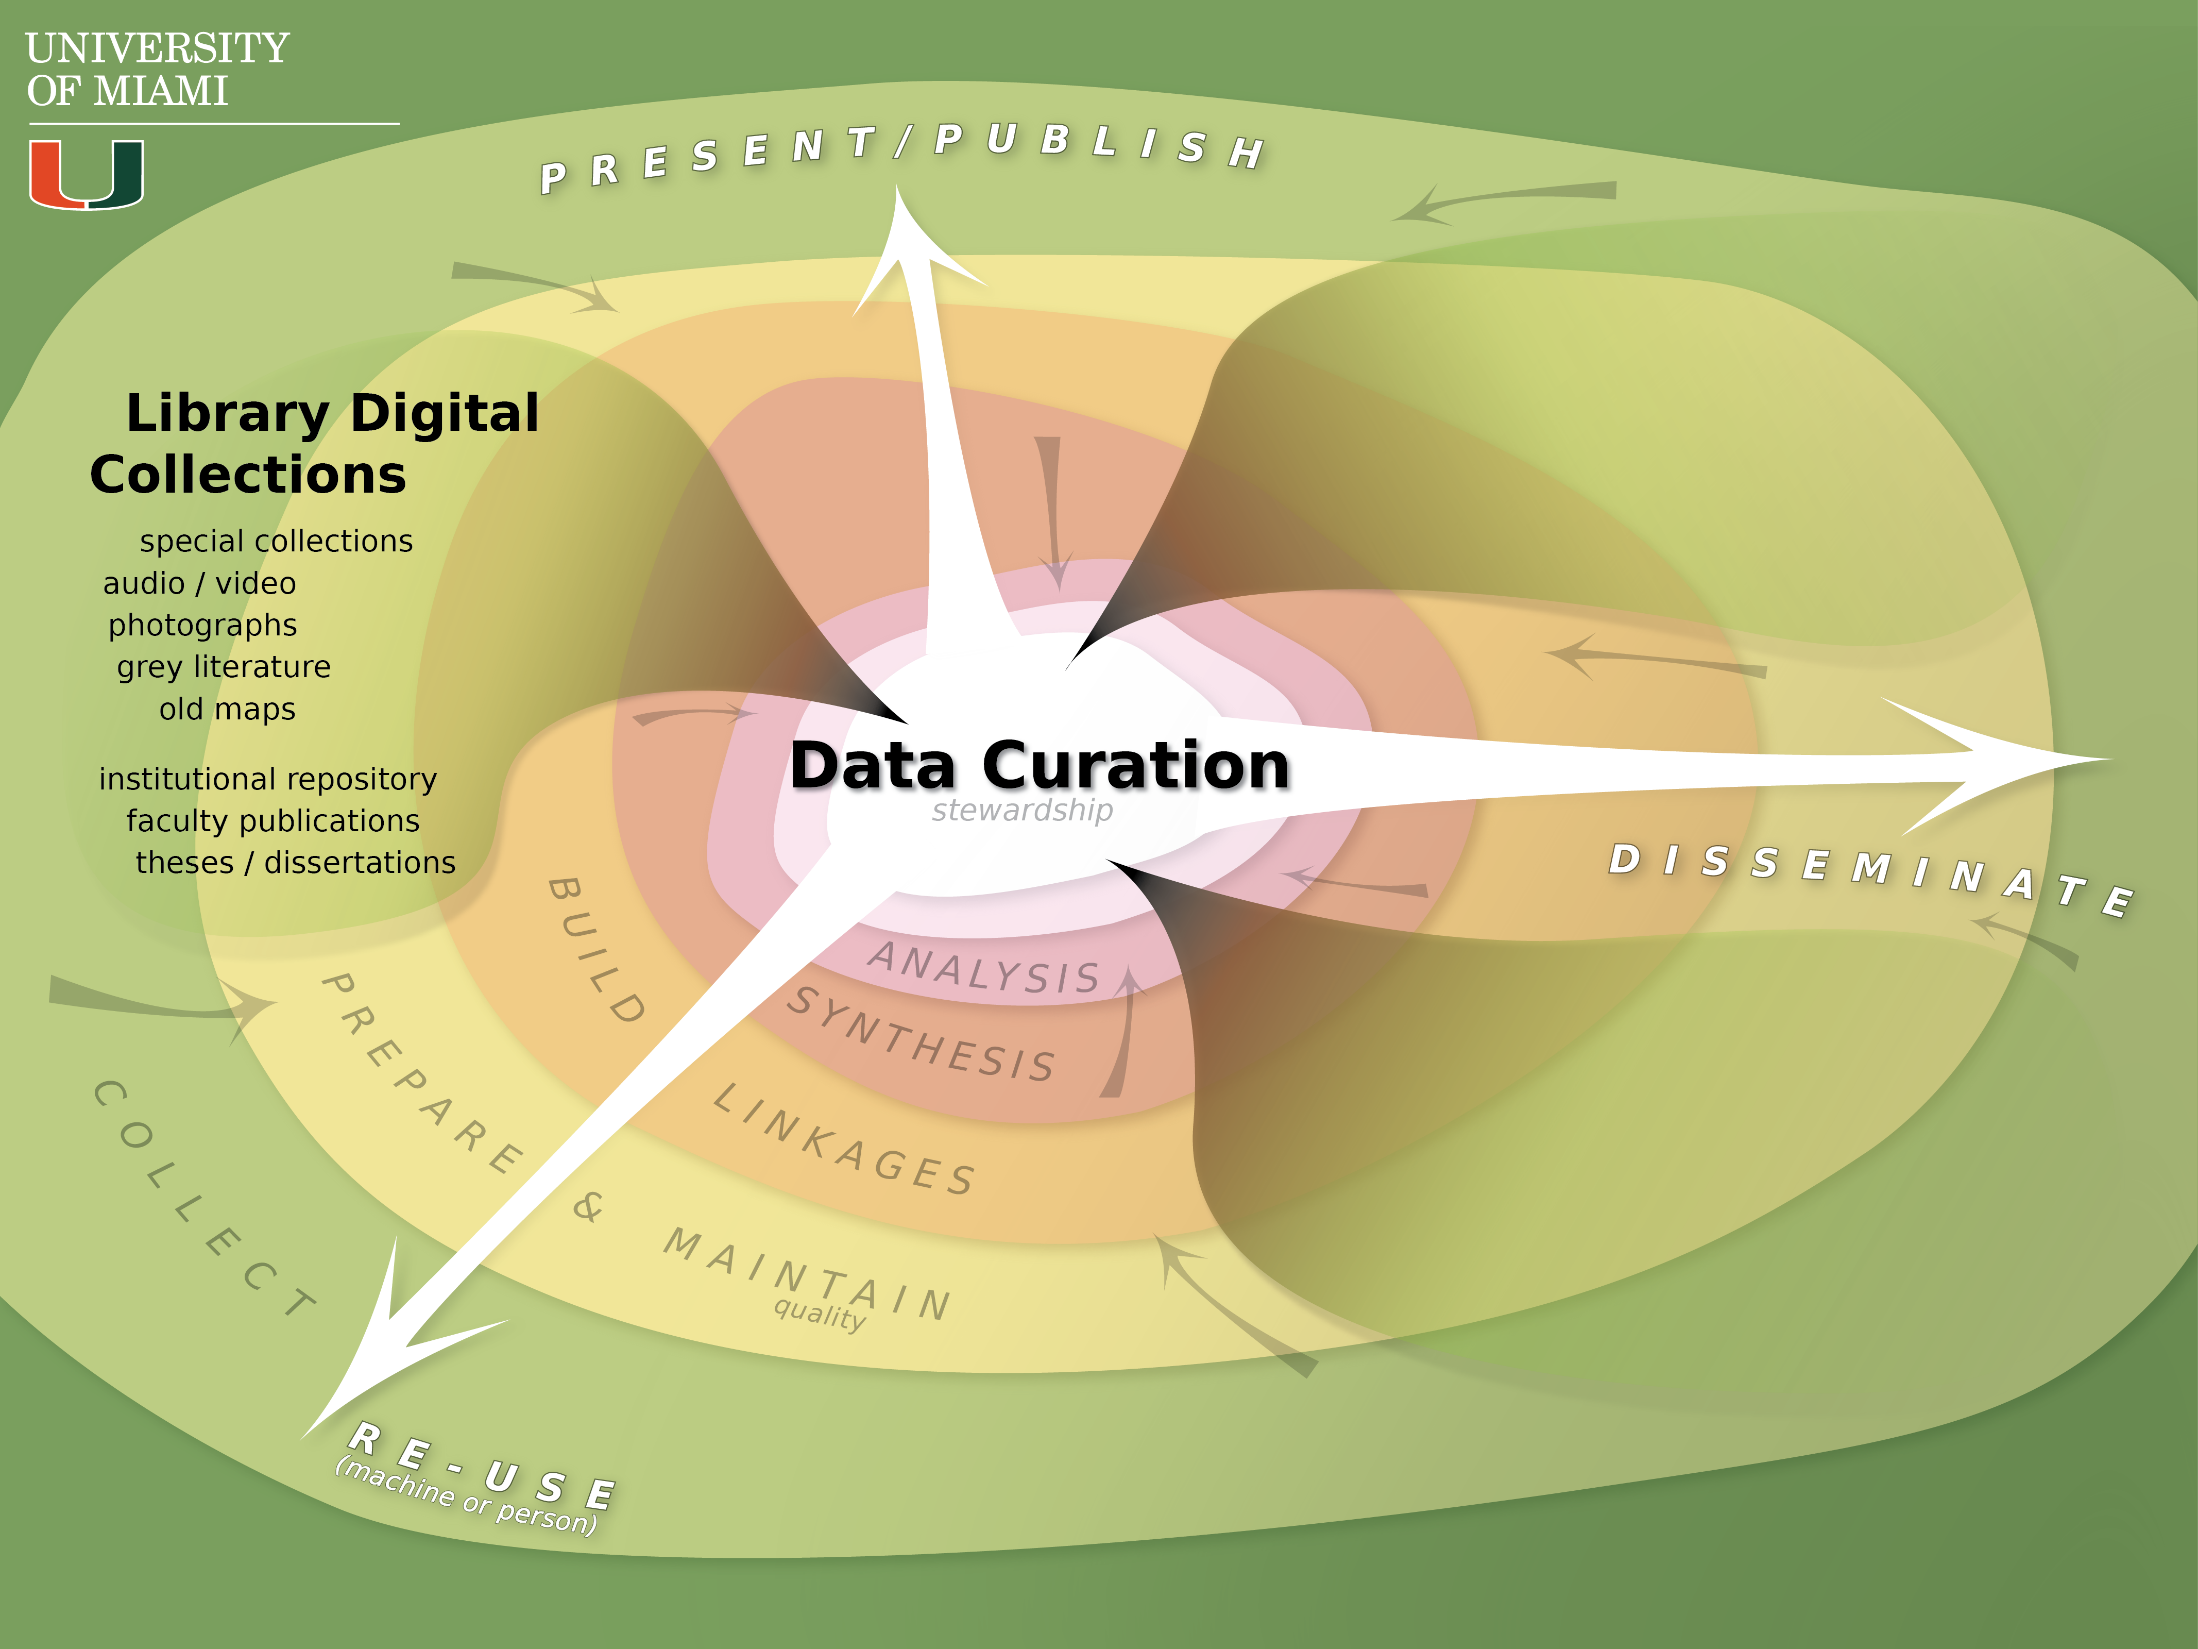 UNIVERSITY
OF MIAMI
PRESENT/PUBLISH
Library Digital
Collections
special collections
audio / video
photographs
grey literature
old maps
institutional repository
faculty publications
theses / dissertations
Data Curation
stewardship
DISSEMINATE
ANALYSIS
SYNTHESIS
BUILD LINKAGES
PREPARE & MAINTAIN
quality
COLLECT
RE-USE
(machine or person)